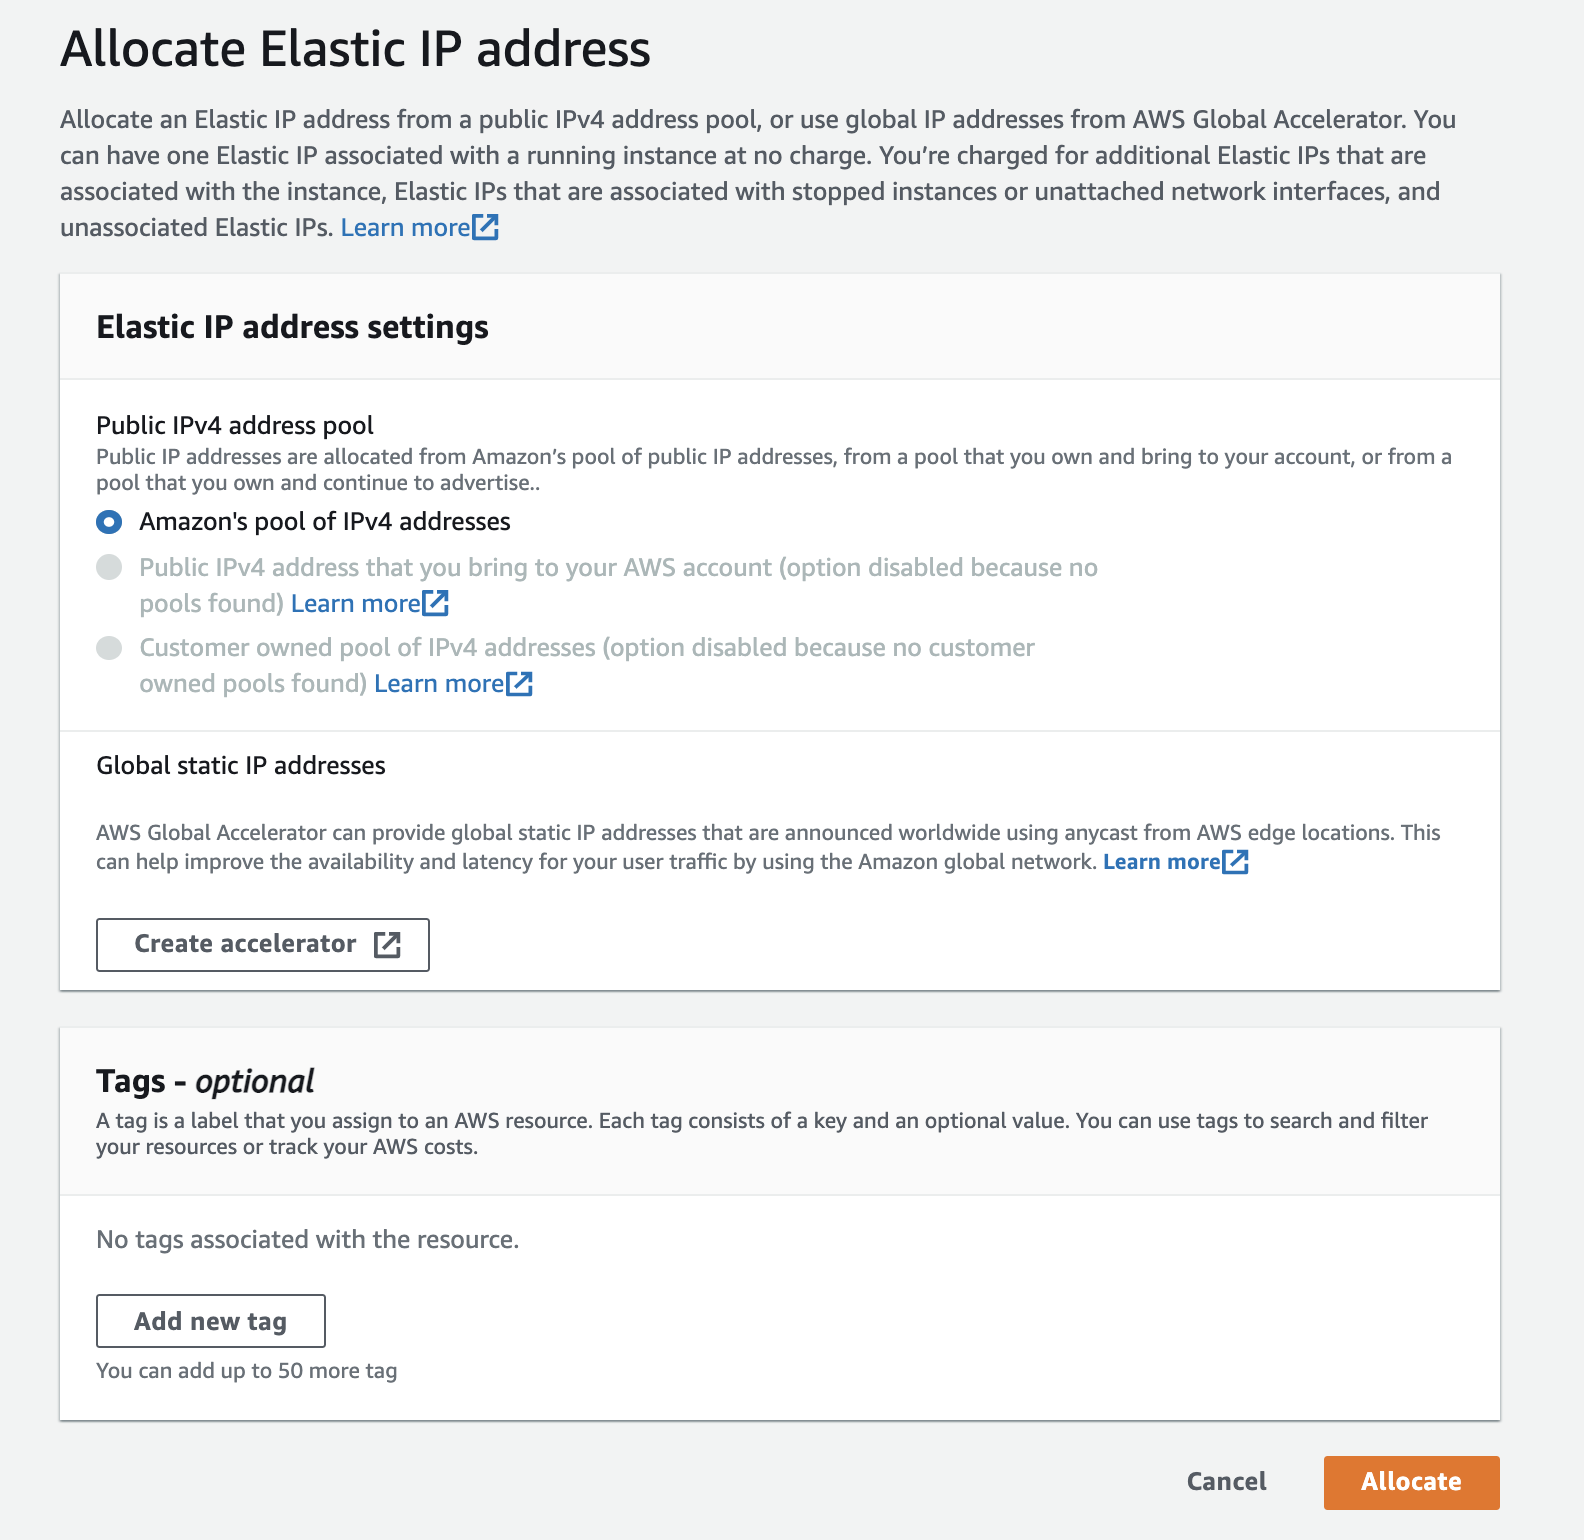 Allocate Elastic IP address
Allocate an Elastic IP address from a public IPv4 address pool, or use global IP addresses from AWS Global Accelerator. You
can have one Elastic IP associated with a running instance at no charge. You’re charged for additional Elastic IPs that are
associated with the instance, Elastic IPs that are associated with stopped instances or unattached network interfaces, and
unassociated Elastic IPs. Learn more
Elastic IP address settings
Public IPv4 address pool
Public IP addresses are allocated from Amazon’s pool of public IP addresses, from a pool that you own and bring to your account, or from a
pool that you own and continue to advertise..
Amazon's pool of IPv4 addresses
Public IPv4 address that you bring to your AWS account (option disabled because no
pools found) Learn more
Customer owned pool of IPv4 addresses (option disabled because no customer
owned pools found) Learn more
Global static IP addresses
AWS Global Accelerator can provide global static IP addresses that are announced worldwide using anycast from AWS edge locations. This
can help improve the availability and latency for your user traffic by using the Amazon global network. Learn more
Create accelerator
Tags - optional
A tag is a label that you assign to an AWS resource. Each tag consists of a key and an optional value. You can use tags to search and filter
your resources or track your AWS costs.
No tags associated with the resource.
Add new tag
You can add up to 50 more tag
Cancel
Allocate